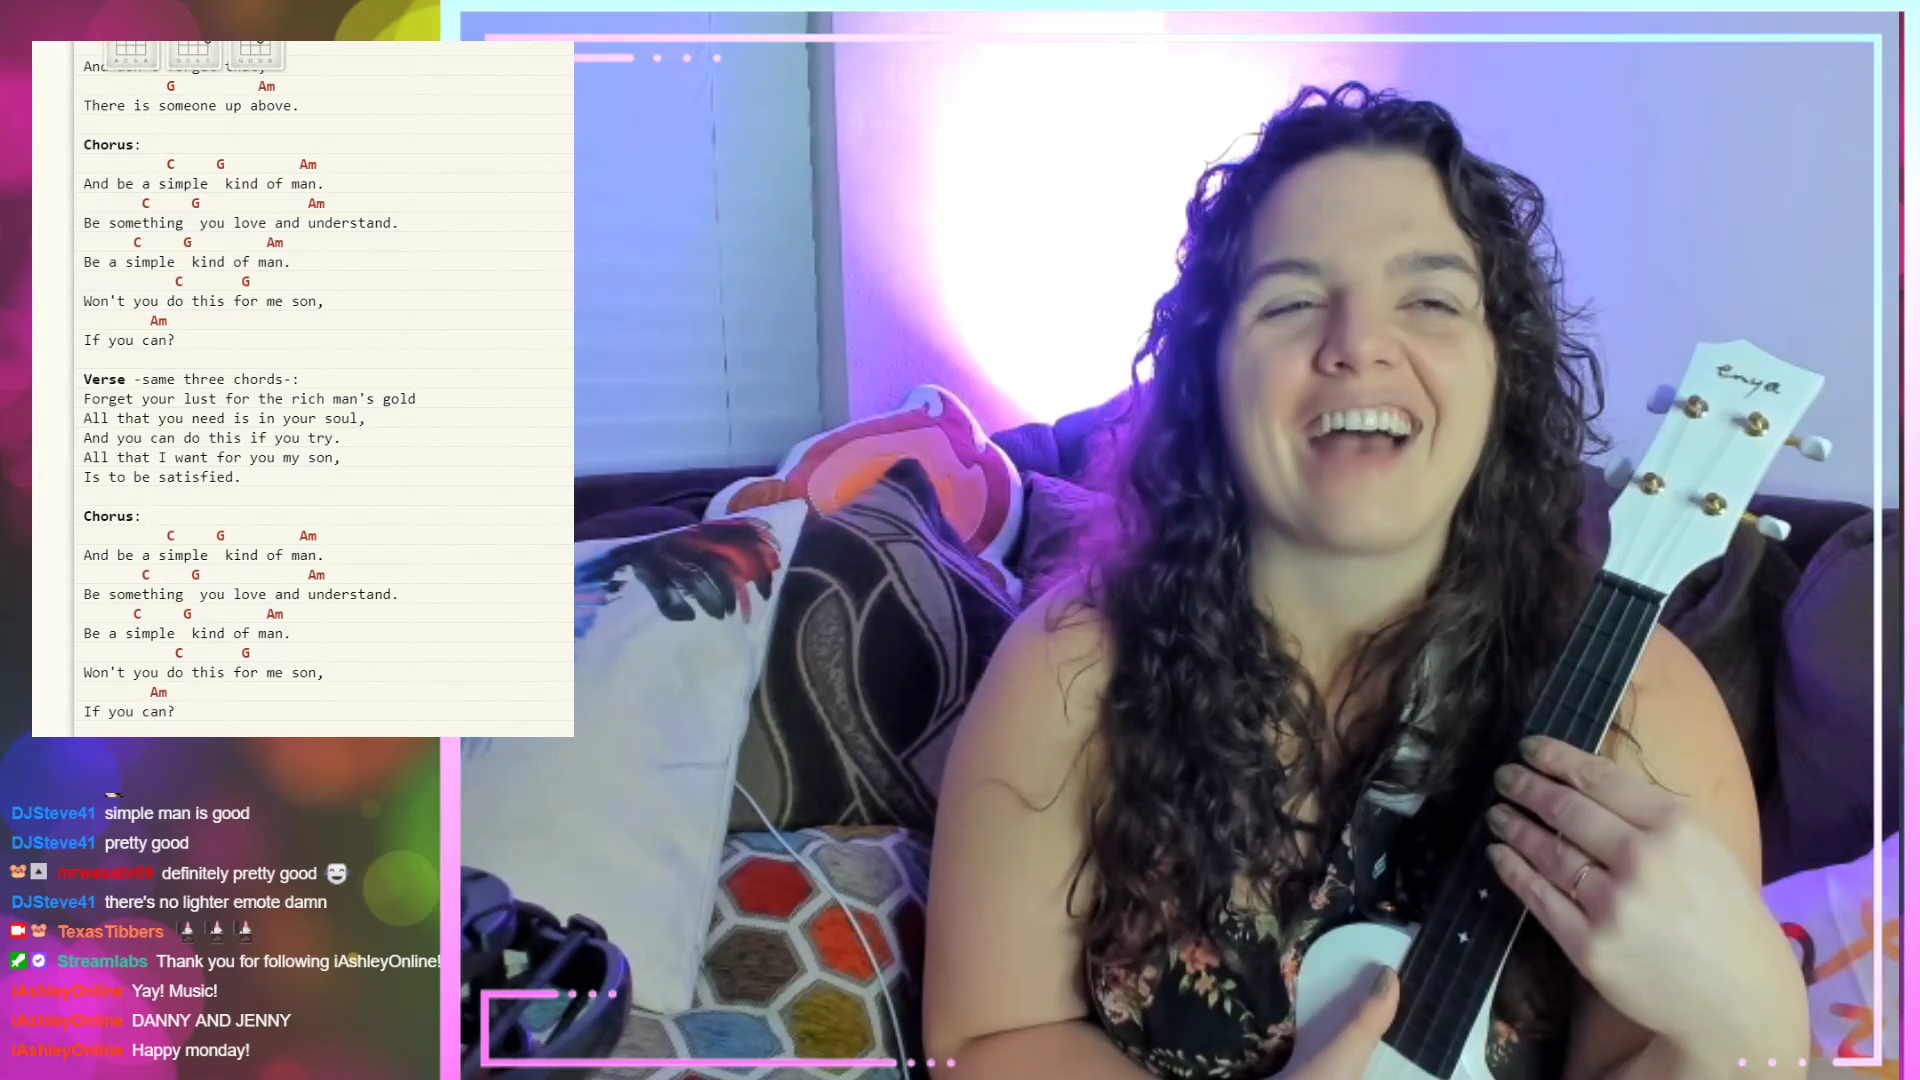 There is someone up above.
G Am
Chorus:
C G Am
And be a simple kind of man.
C G Am
Be something you love and understand.
C G Am
Be a simple kind of man.
C G
Won't you do this for me son,
Am
If you can?
Verse -same three chords-:
Forget your lust for the rich man's gold
All that you need is in your soul,
And you can do this if you try.
All that I want for you my son,
Is to be satisfied.
Chorus:
C G Am
And be a simple kind of man.
C G Am
Be something you love and understand.
C G Am
Be a simple kind of man.
C G
Won't you do this for me son,
Am
If you can?
DJSteve41 simple man is good
DJSteve41 pretty good
mrwasabi69 definitely pretty good
DJSteve41 there's no lighter emote damn
TexasTibbers
Streamlabs Thank you for following iAshleyOnline!
iAshleyOnline Yay! Music!
iAshleyOnline DANNY AND JENNY
iAshleyOnline Happy monday!
enya